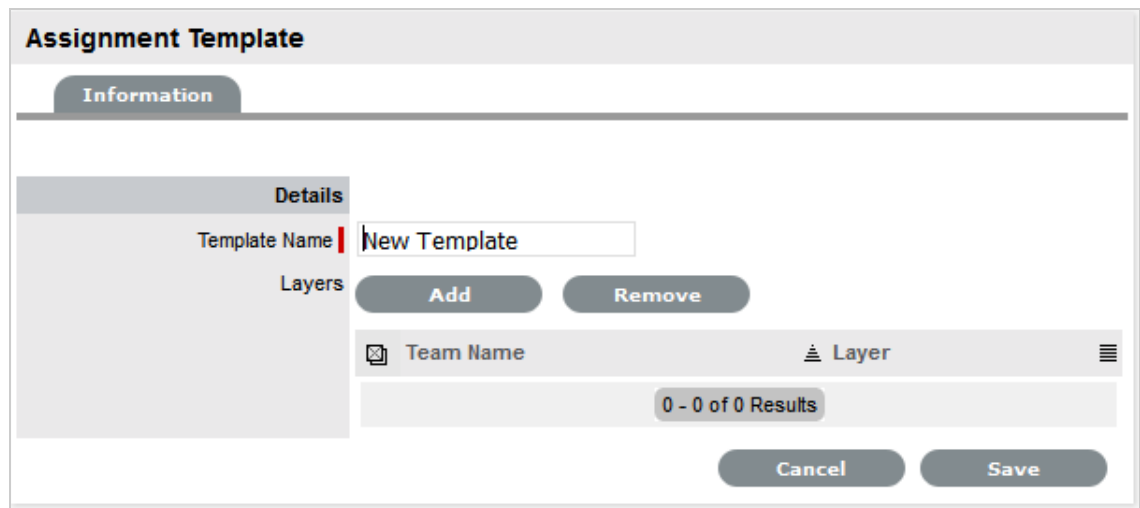 Assignment Template
Information
Details
Template Name New Template
Layers Add Remove
Team Name Layer
0 - 0 of 0 Results
Cancel Save